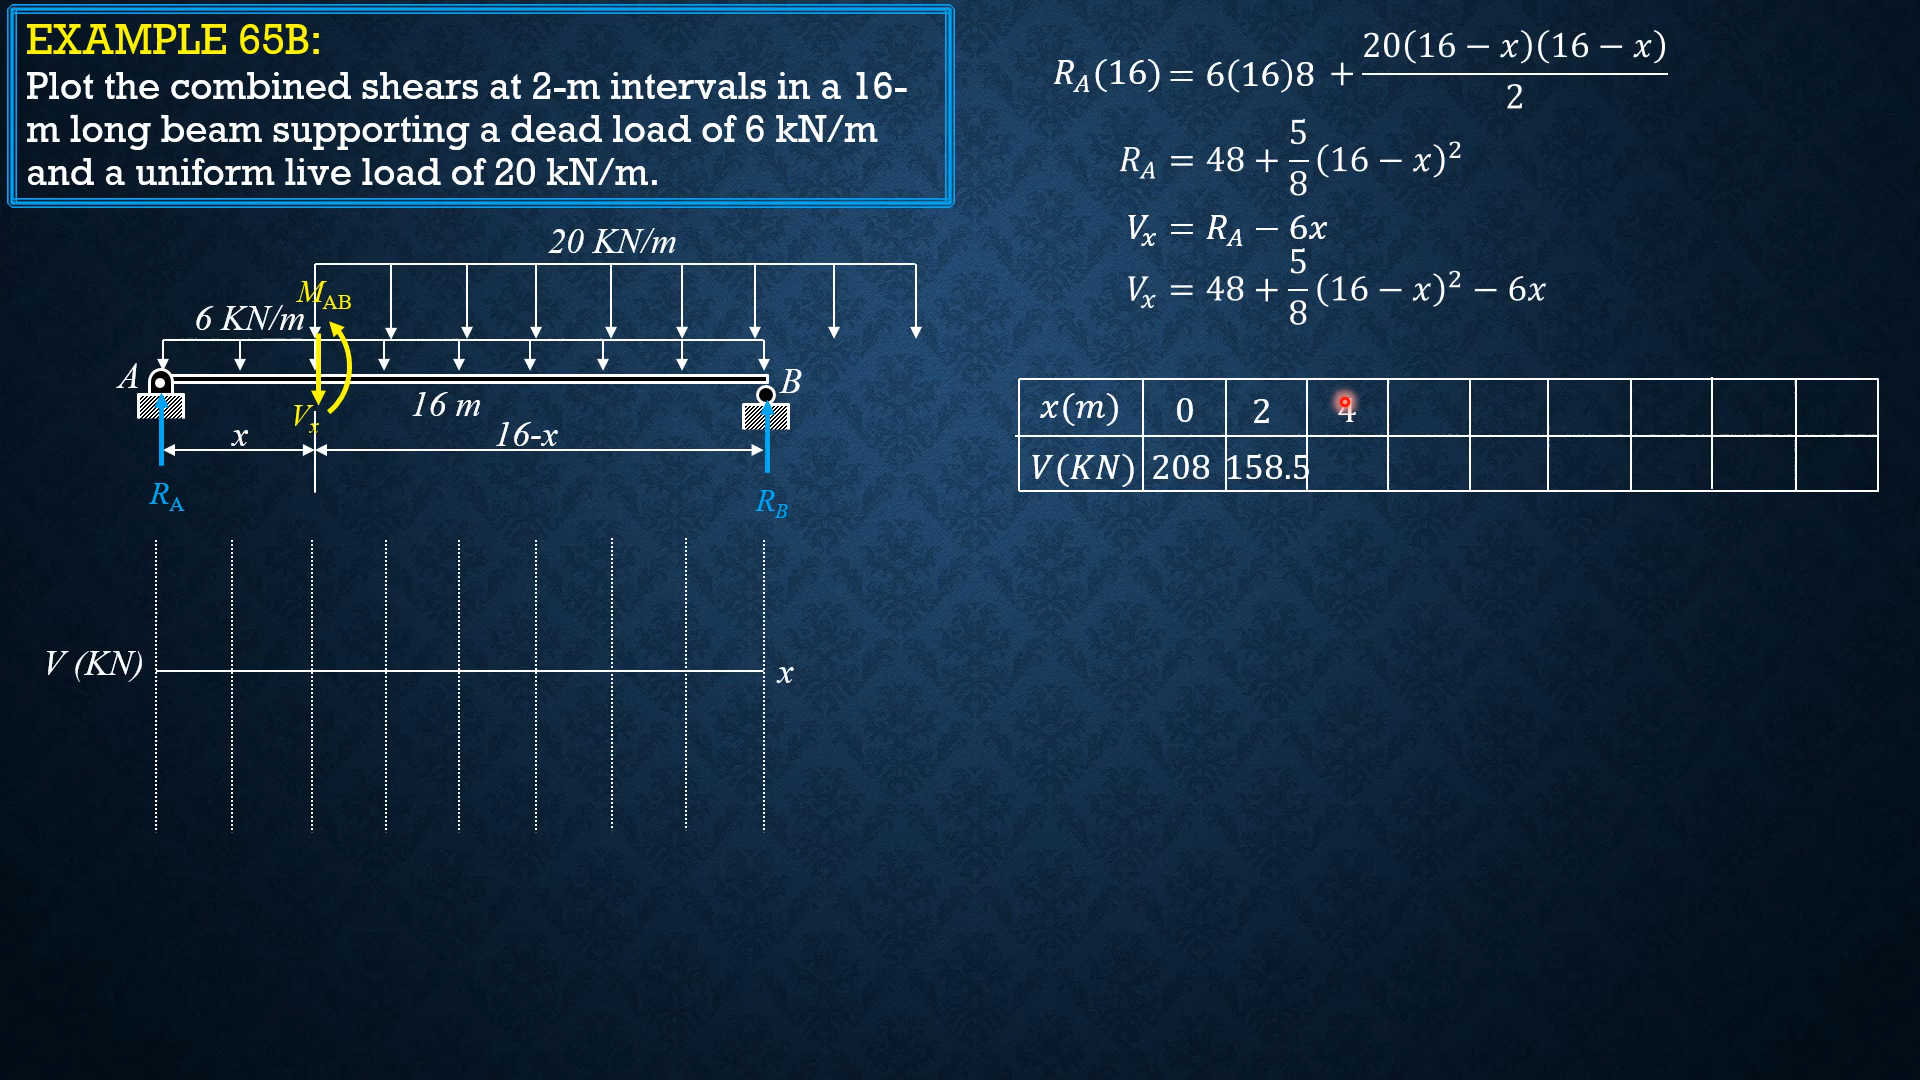 EXAMPLE 65B:
Plot the combined shears at 2-m intervals in a 16-
m long beam supporting a dead load of 6 kN/m
and a uniform live load of 20 kN/m.
R_A(16) = 6(16)8 + \frac{20(16 − x)(16 − x)}{2}
R_A = 48 + \frac{5}{8}(16 − x)²
V_x = R_A − 6x
V_x = 48 + \frac{5}{8}(16 − x)² − 6x
20 KN/m
M_AB
6 KN/m
A
B
V_x
16 m
x
16-x
R_A
R_B
x(m) 0 2 4
V(KN) 208 158.5
V (KN)
x